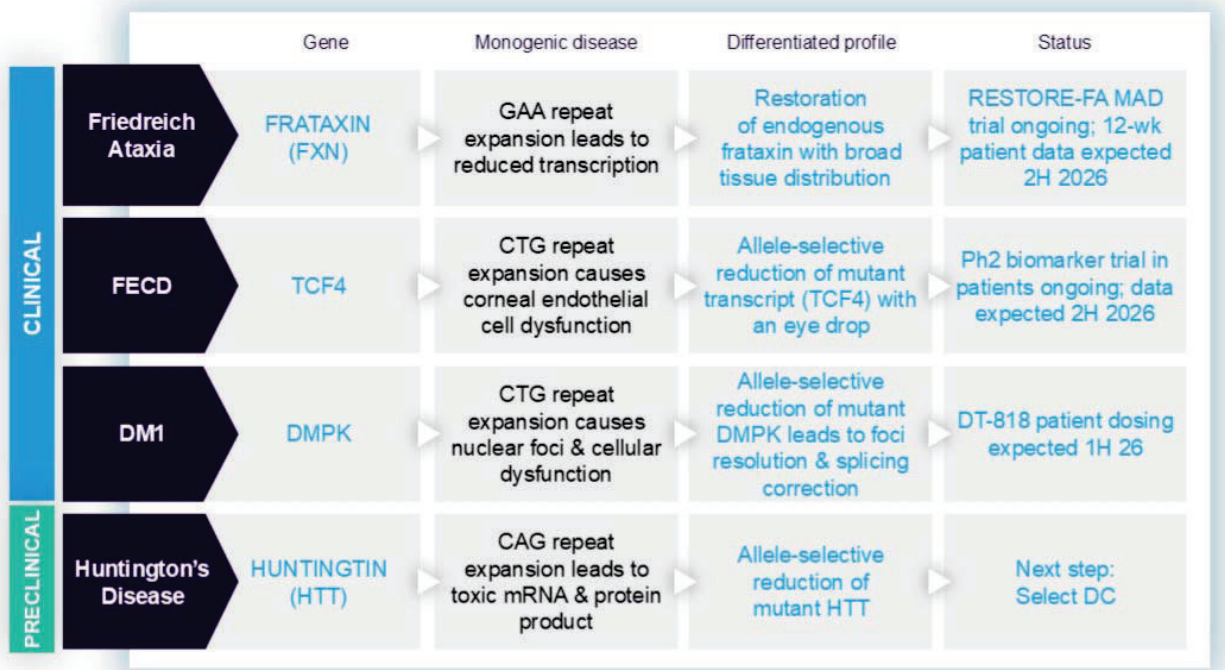 Gene
Monogenic disease
Differentiated profile
Status
CLINICAL
Friedreich
Ataxia
FRATAXIN
(FXN)
GAA repeat
expansion leads to
reduced transcription
Restoration
of endogenous
frataxin with broad
tissue distribution
RESTORE-FA MAD
trial ongoing; 12-wk
patient data expected
2H 2026
FECD
TCF4
CTG repeat
expansion causes
corneal endothelial
cell dysfunction
Allele-selective
reduction of mutant
transcript (TCF4) with
an eye drop
Ph2 biomarker trial in
patients ongoing; data
expected 2H 2026
DM1
DMPK
CTG repeat
expansion causes
nuclear foci & cellular
dysfunction
Allele-selective
reduction of mutant
DMPK leads to foci
resolution & splicing
correction
DT-818 patient dosing
expected 1H 26
PRECLINICAL
Huntington's
Disease
HUNTINGTIN
(HTT)
CAG repeat
expansion leads to
toxic mRNA & protein
product
Allele-selective
reduction of
mutant HTT
Next step:
Select DC